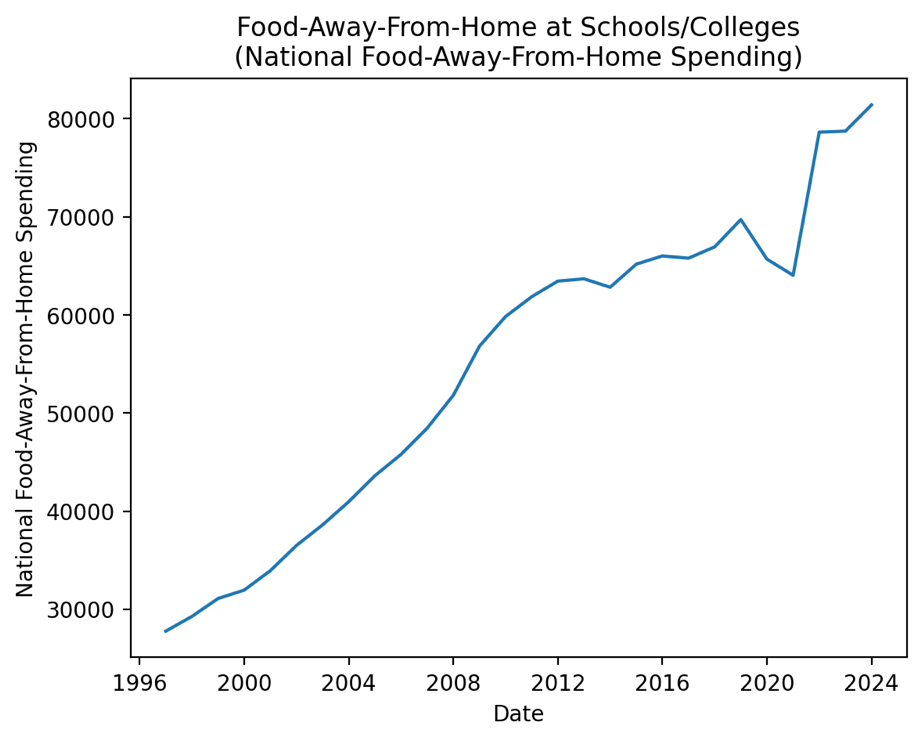 Food-Away-From-Home at Schools/Colleges
(National Food-Away-From-Home Spending)
National Food-Away-From-Home Spending
80000
70000
60000
50000
40000
30000
1996 2000 2004 2008 2012 2016 2020 2024
Date